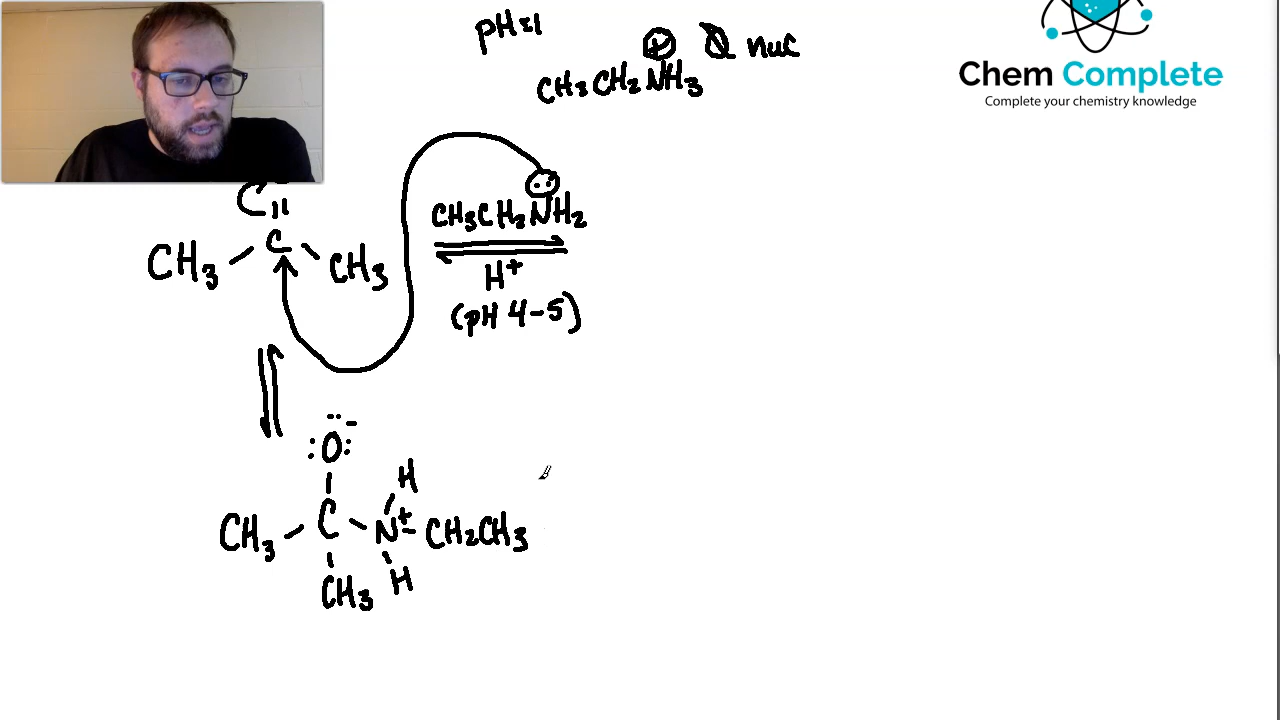 pH=1
CH3CH2NH3 ⊕ nuc
Chem Complete
Complete your chemistry knowledge
CH3 C CH3
CH3CH2NH2
H+
(pH 4-5)
:O: -
H
CH3 - C - N+ - CH2CH3
CH3 H